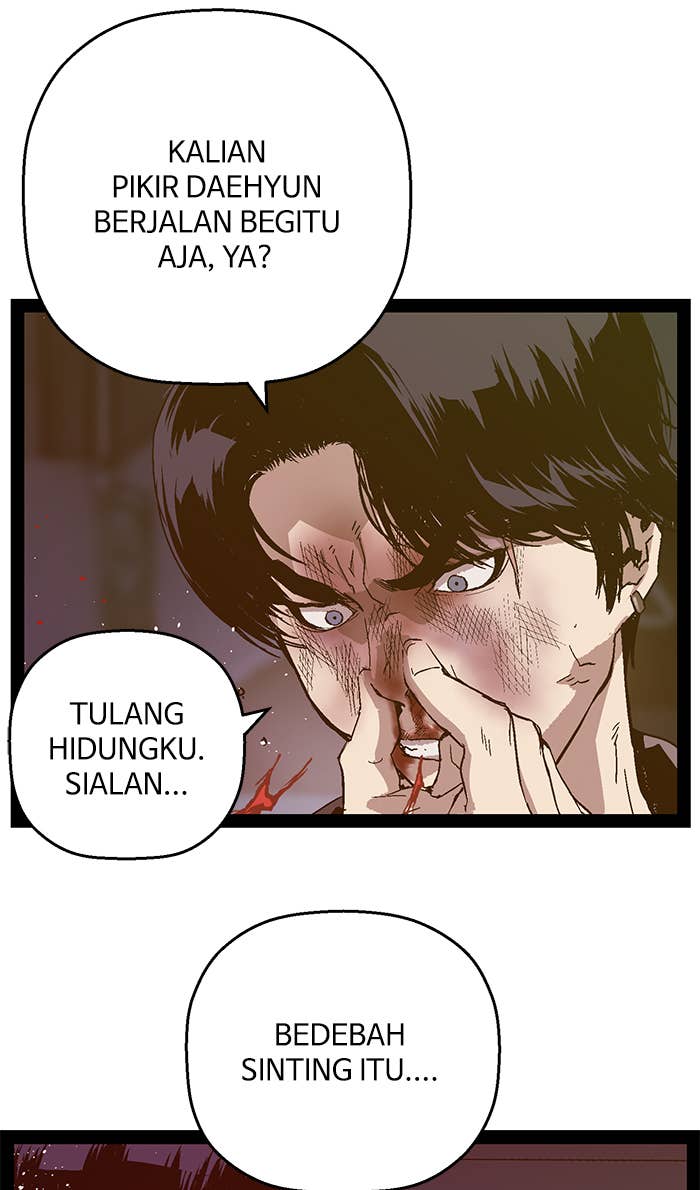 KALIAN
PIKIR DAEHYUN
BERJALAN BEGITU
AJA, YA?
TULANG
HIDUNGKU.
SIALAN...
BEDEBAH
SINTING ITU....